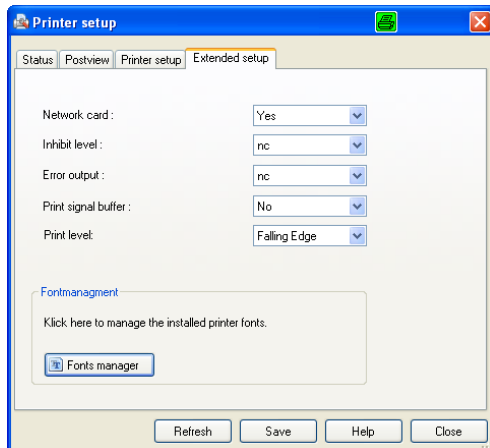 Printer setup
Status Postview Printer setup Extended setup
Network card : Yes
Inhibit level : nc
Error output : nc
Print signal buffer : No
Print level: Falling Edge
Fontmanagment
Klick here to manage the installed printer fonts.
Fonts manager
Refresh Save Help Close